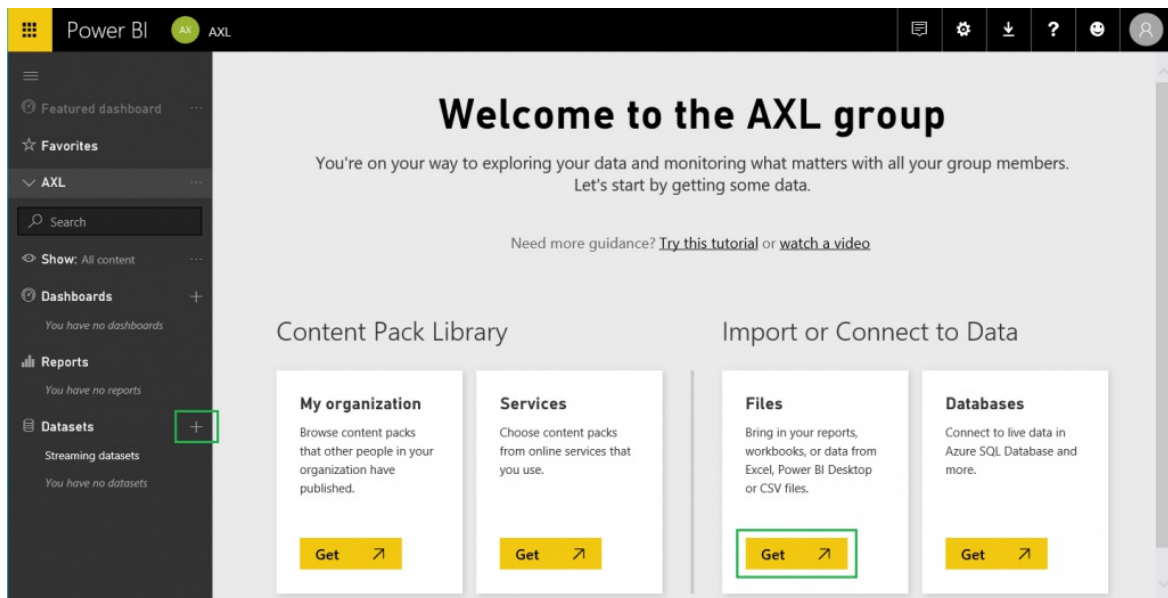 Power BI AX AXL
Featured dashboard
Favorites
AXL
Search
Show: All content
Dashboards
You have no dashboards
Reports
You have no reports
Datasets
Streaming datasets
You have no datasets
Welcome to the AXL group
You're on your way to exploring your data and monitoring what matters with all your group members.
Let's start by getting some data.
Need more guidance? Try this tutorial or watch a video
Content Pack Library
My organization
Browse content packs
that other people in your
organization have
published.
Get
Services
Choose content packs
from online services that
you use.
Get
Import or Connect to Data
Files
Bring in your reports,
workbooks, or data from
Excel, Power BI Desktop
or CSV files.
Get
Databases
Connect to live data in
Azure SQL Database and
more.
Get